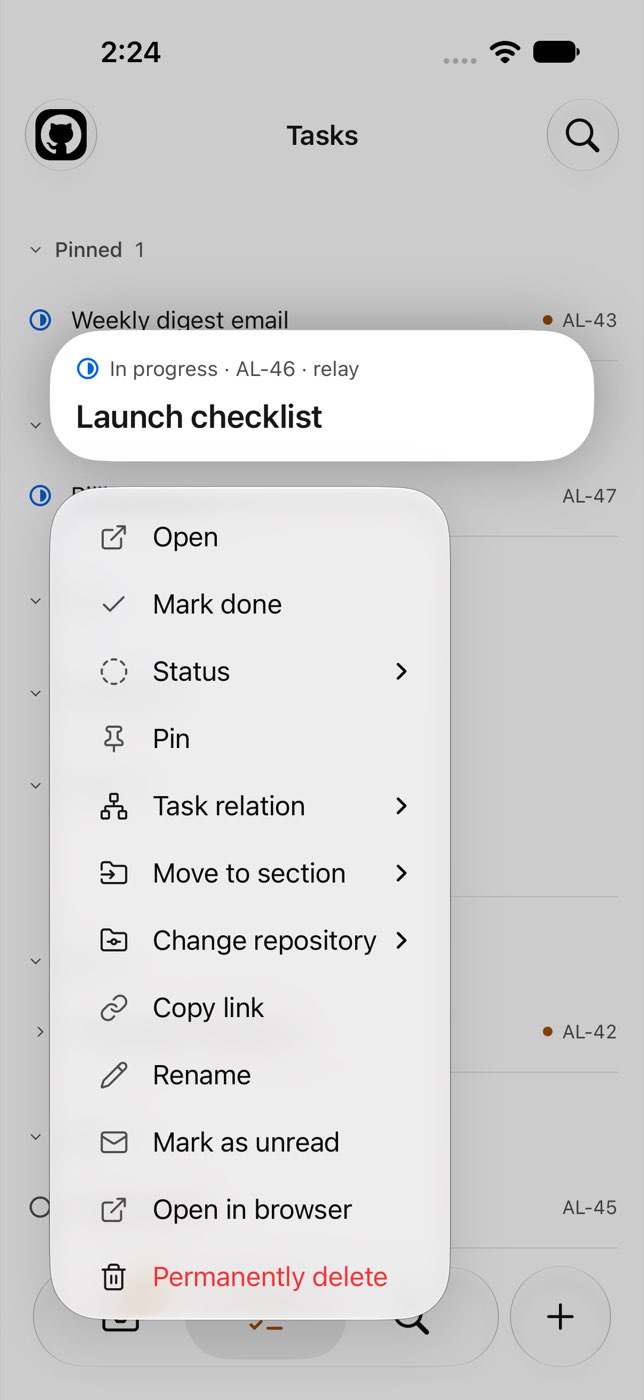 2:24
Tasks
Pinned 1
Weekly digest email AL-43
In progress · AL-46 · relay
Launch checklist
AL-47
Open
Mark done
Status
Pin
Task relation
Move to section
Change repository
AL-42
Copy link
Rename
Mark as unread
Open in browser
AL-45
Permanently delete